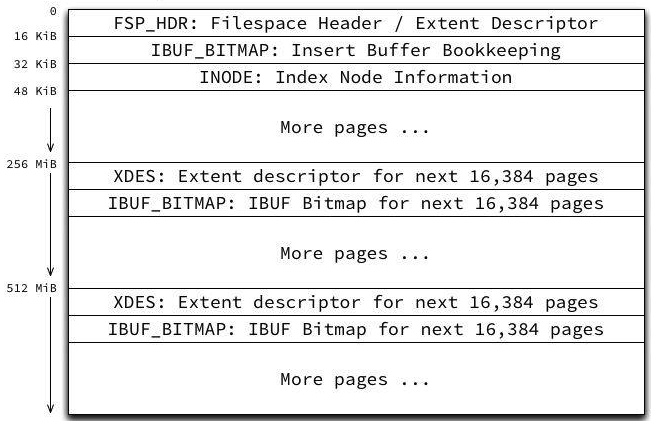 0
FSP_HDR: Filespace Header / Extent Descriptor
16 KiB
IBUF_BITMAP: Insert Buffer Bookkeeping
32 KiB
INODE: Index Node Information
48 KiB
More pages ...
256 MiB
XDES: Extent descriptor for next 16,384 pages
IBUF_BITMAP: IBUF Bitmap for next 16,384 pages
More pages ...
512 MiB
XDES: Extent descriptor for next 16,384 pages
IBUF_BITMAP: IBUF Bitmap for next 16,384 pages
More pages ...